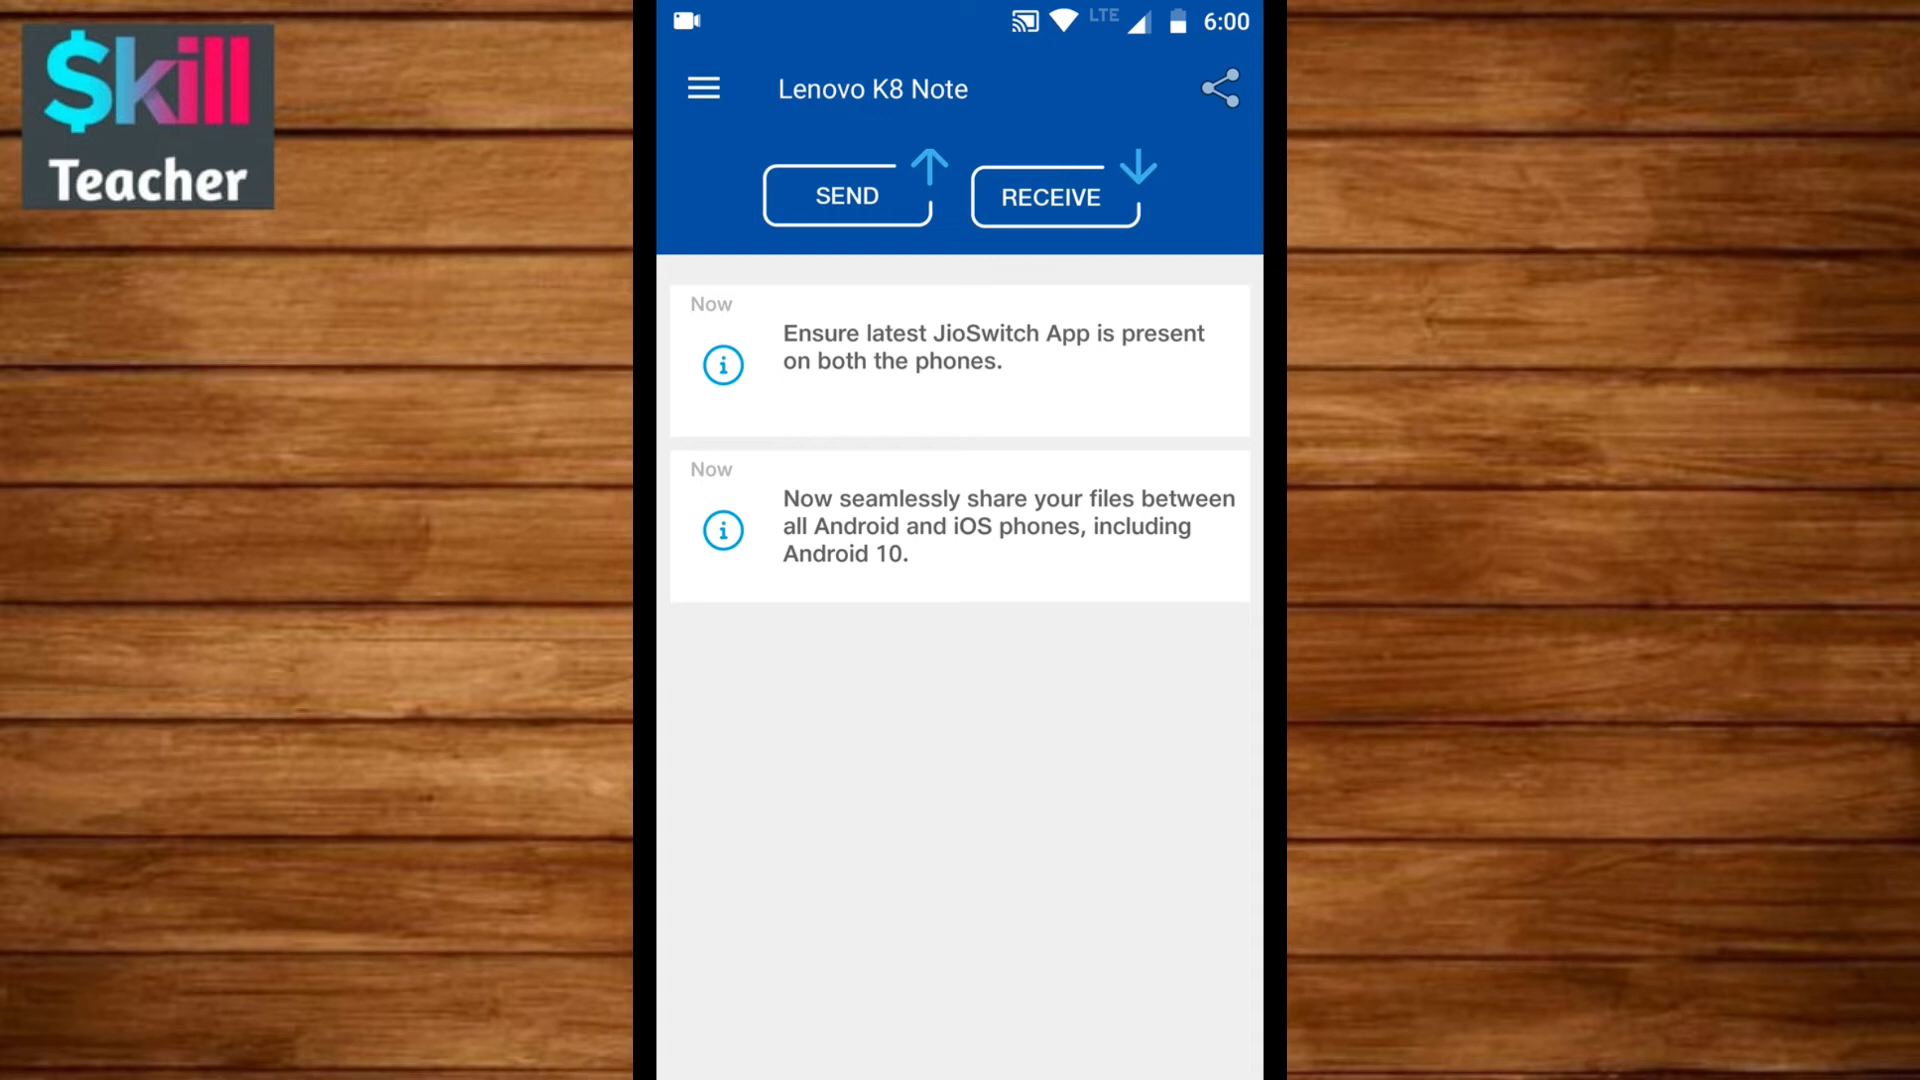 $kill
Teacher
LTE 6:00
Lenovo K8 Note
SEND
RECEIVE
Now
Ensure latest JioSwitch App is present
on both the phones.
Now
Now seamlessly share your files between
all Android and iOS phones, including
Android 10.